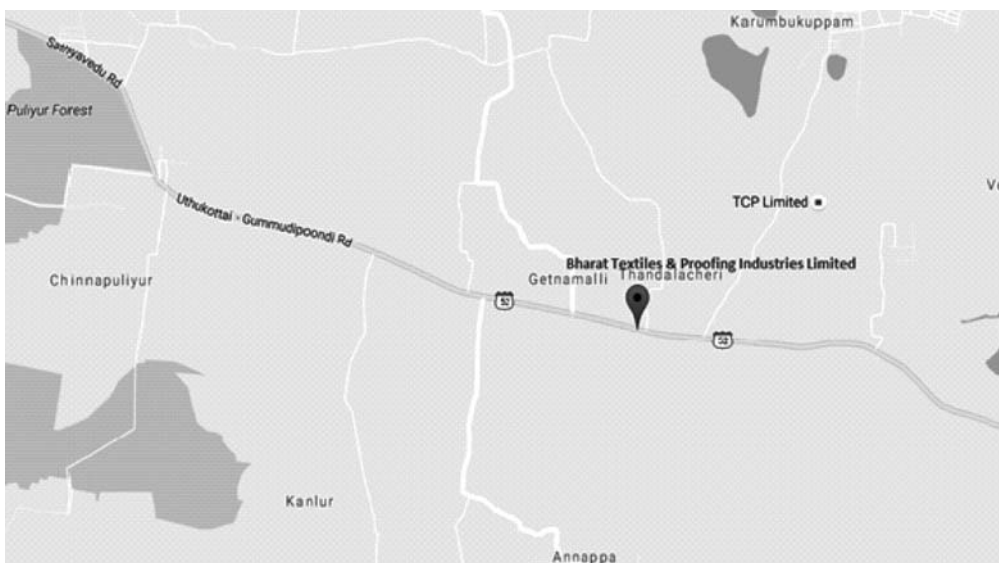 Karumbukuppam
Sathyavedu Rd
Puliyur Forest
Uthukottai - Gummudipoondi Rd
TCP Limited
Bharat Textiles & Proofing Industries Limited
Chinnapuliyur
Getnamalli
Thandalacheri
52
52
Kanlur
Annappa